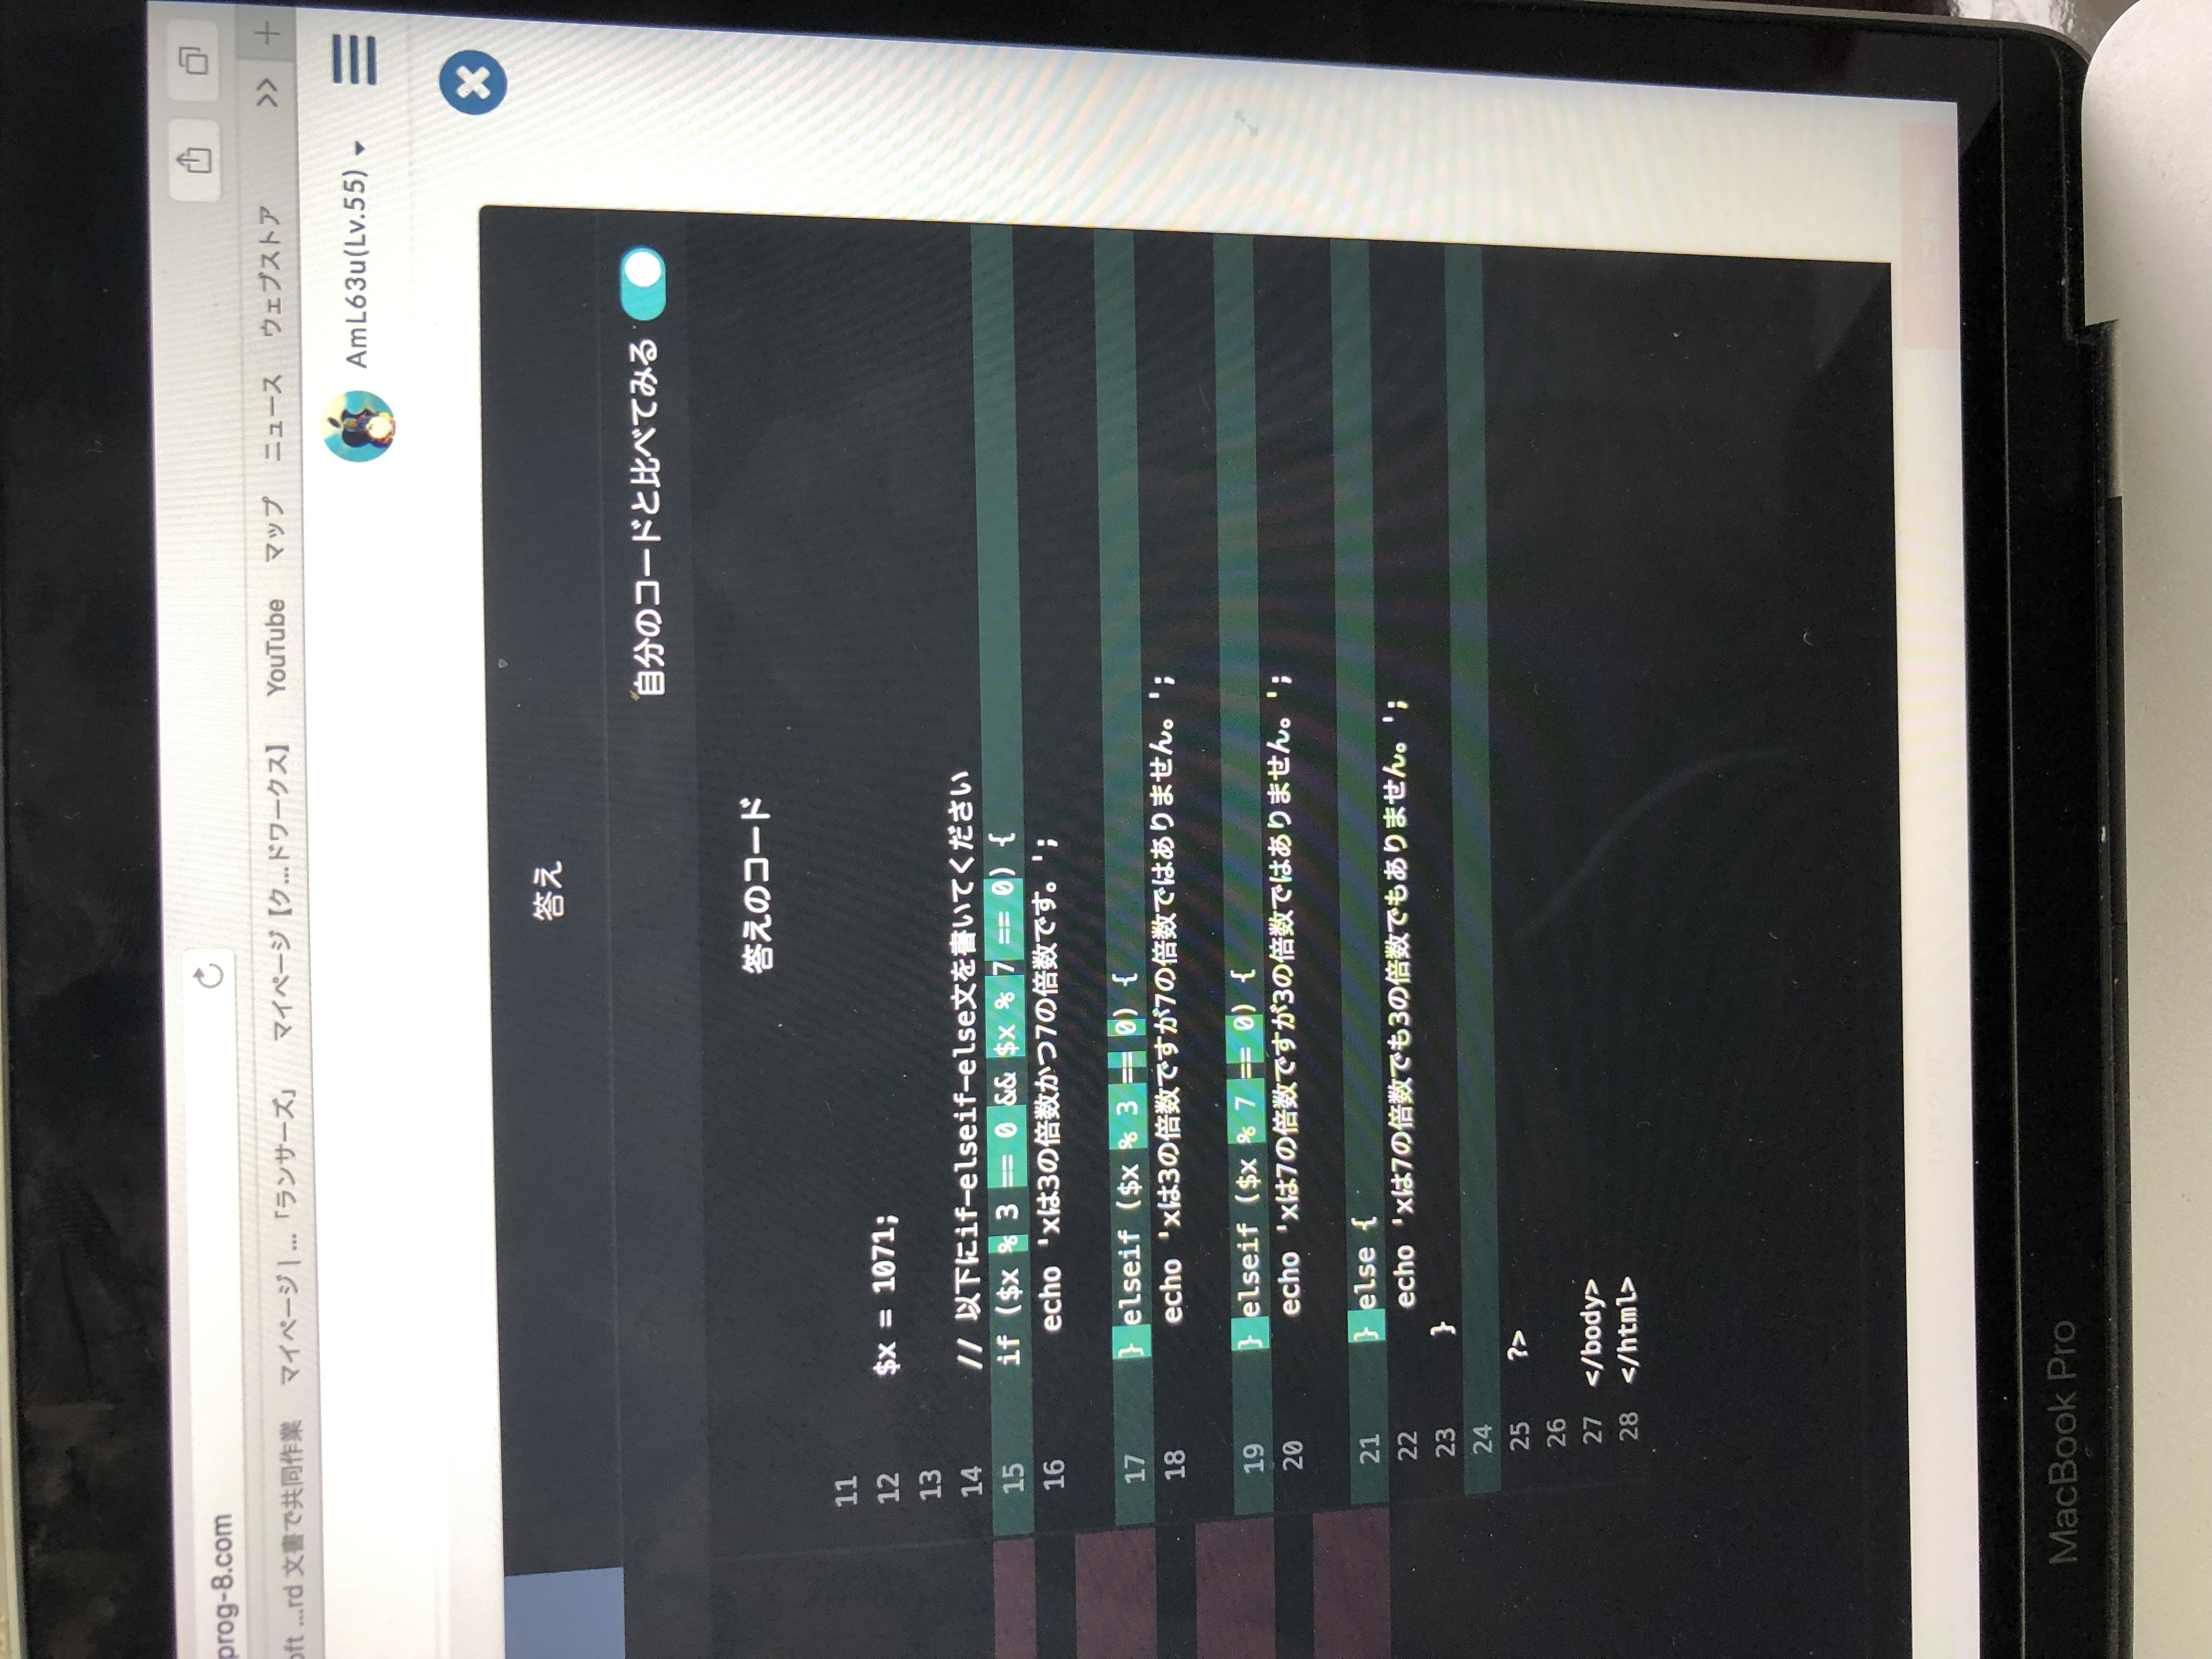 prog-8.com
oft ...rd 文書で共同作業 マイページ | ...「ランサーズ」 マイページ【ク...ドワークス】 YouTube マップ ニュース ウェブストア >> +
AmL63u(Lv.55)
答え
自分のコードと比べてみる
答えのコード
11
12 $x = 1071;
13
14 // 以下にif-elseif-else文を書いてください
15 if ($x % 3 == 0 && $x % 7 == 0) {
16 echo 'xは3の倍数かつ7の倍数です。';
17 } elseif ($x % 3 == 0) {
18 echo 'xは3の倍数ですが7の倍数ではありません。';
19 } elseif ($x % 7 == 0) {
20 echo 'xは7の倍数ですが3の倍数ではありません。';
21 } else {
22 echo 'xは7の倍数でも3の倍数でもありません。';
23 }
24
25 ?>
26
27 </body>
28 </html>
MacBook Pro